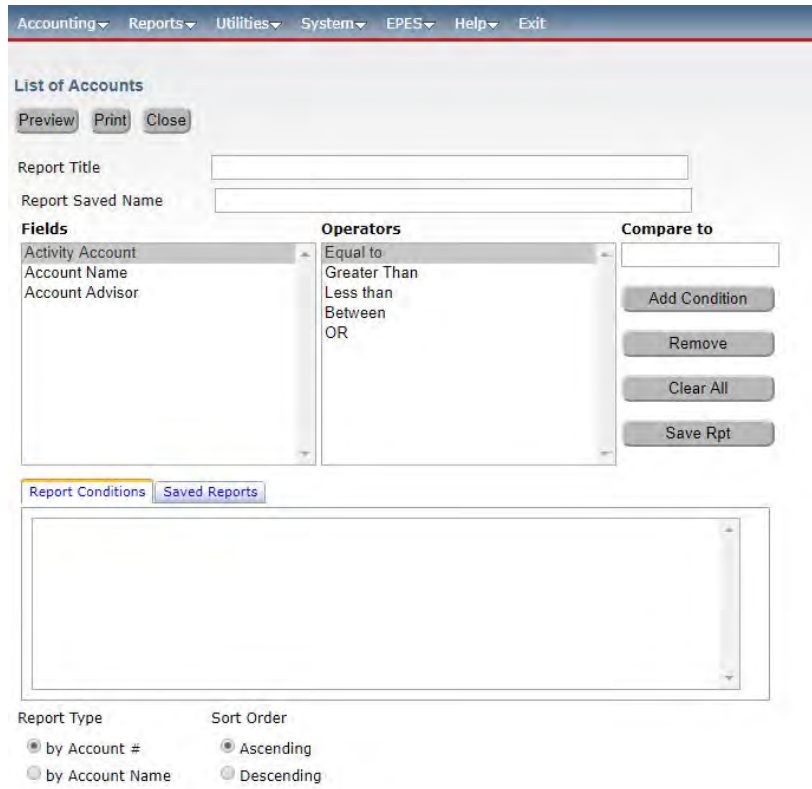 Accounting Reports Utilities System EPES Help Exit
List of Accounts
Preview Print Close
Report Title
Report Saved Name
Fields Operators Compare to
Activity Account Equal to
Account Name Greater Than
Account Advisor Less than
Between
OR
Add Condition
Remove
Clear All
Save Rpt
Report Conditions Saved Reports
Report Type Sort Order
by Account # Ascending
by Account Name Descending